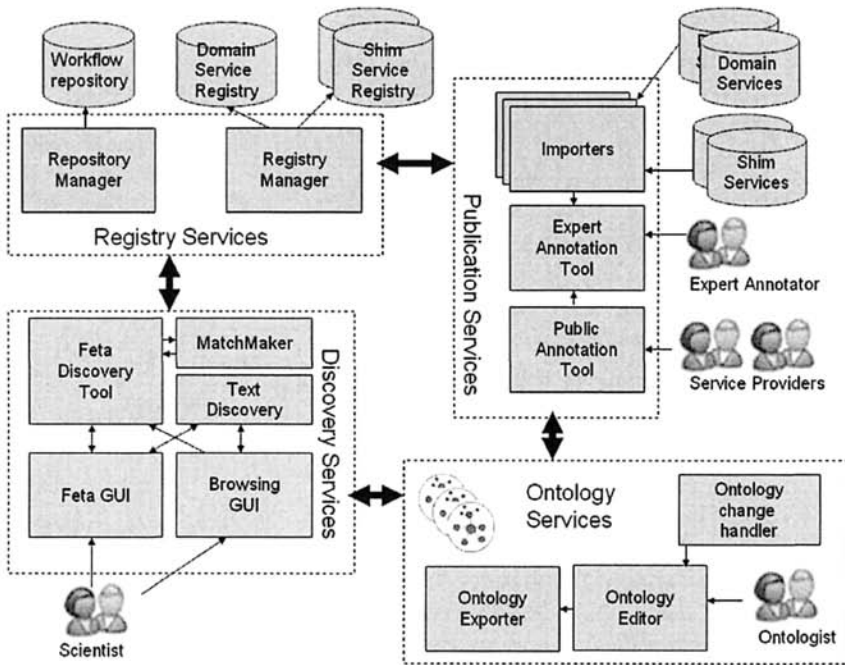 Workflow
repository
Domain
Service
Registry
Shim
Service
Registry
Domain
Services
Repository
Manager
Registry
Manager
Registry Services
Importers
Shim
Services
Expert
Annotation
Tool
Expert Annotator
Public
Annotation
Tool
Service Providers
Publication Services
Feta
Discovery
Tool
MatchMaker
Text
Discovery
Feta GUI
Browsing
GUI
Discovery Services
Scientist
Ontology
Services
Ontology
change
handler
Ontology
Exporter
Ontology
Editor
Ontologist